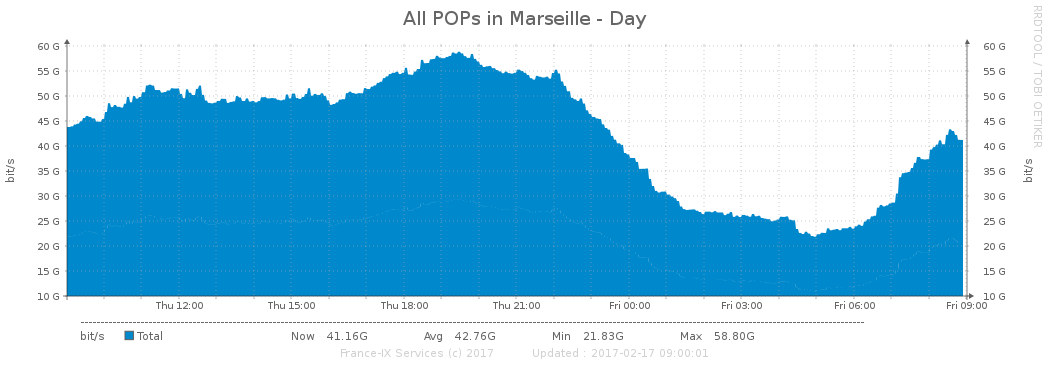 All POPs in Marseille - Day
RRDTOOL / TOBI OETIKER
bit/s
60 G 60 G
55 G 55 G
50 G 50 G
45 G 45 G
40 G 40 G
35 G 35 G
30 G 30 G
25 G 25 G
20 G 20 G
15 G 15 G
10 G 10 G
bit/s
Thu 12:00 Thu 15:00 Thu 18:00 Thu 21:00 Fri 00:00 Fri 03:00 Fri 06:00 Fri 09:00
bit/s Total Now 41.16G Avg 42.76G Min 21.83G Max 58.80G
France-IX Services (c) 2017 Updated : 2017-02-17 09:00:01